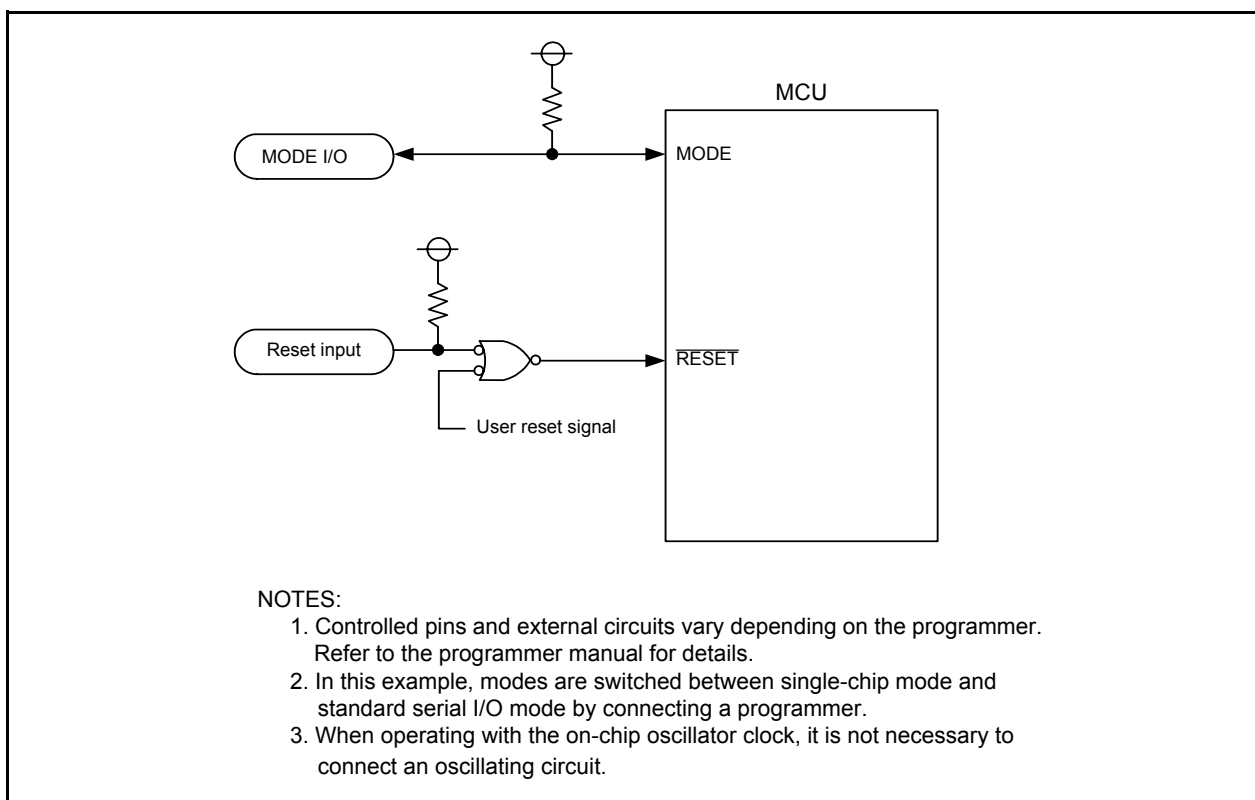 MCU
MODE I/O
MODE
Reset input
RESET
User reset signal
NOTES:
1. Controlled pins and external circuits vary depending on the programmer.
Refer to the programmer manual for details.
2. In this example, modes are switched between single-chip mode and
standard serial I/O mode by connecting a programmer.
3. When operating with the on-chip oscillator clock, it is not necessary to
connect an oscillating circuit.